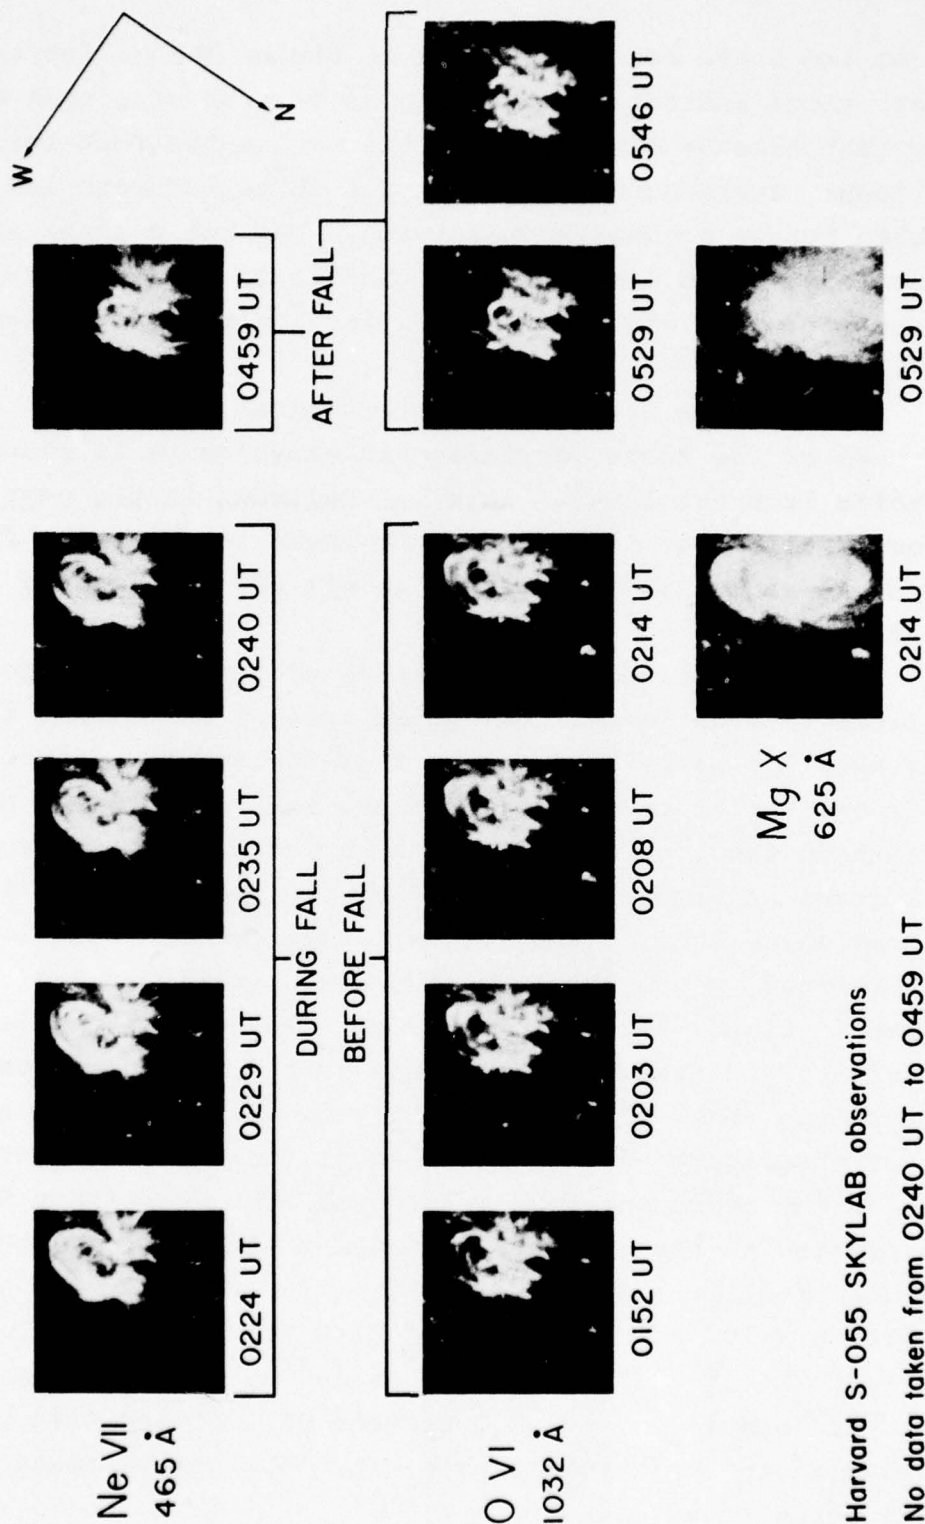 W
N
Ne VII
465 Å
0224 UT
0229 UT
0235 UT
0240 UT
0459 UT
DURING FALL
BEFORE FALL
AFTER FALL
O VI
1032 Å
0152 UT
0203 UT
0208 UT
0214 UT
0529 UT
0546 UT
Mg X
625 Å
0214 UT
0529 UT
Harvard S-055 SKYLAB observations
No data taken from 0240 UT to 0459 UT